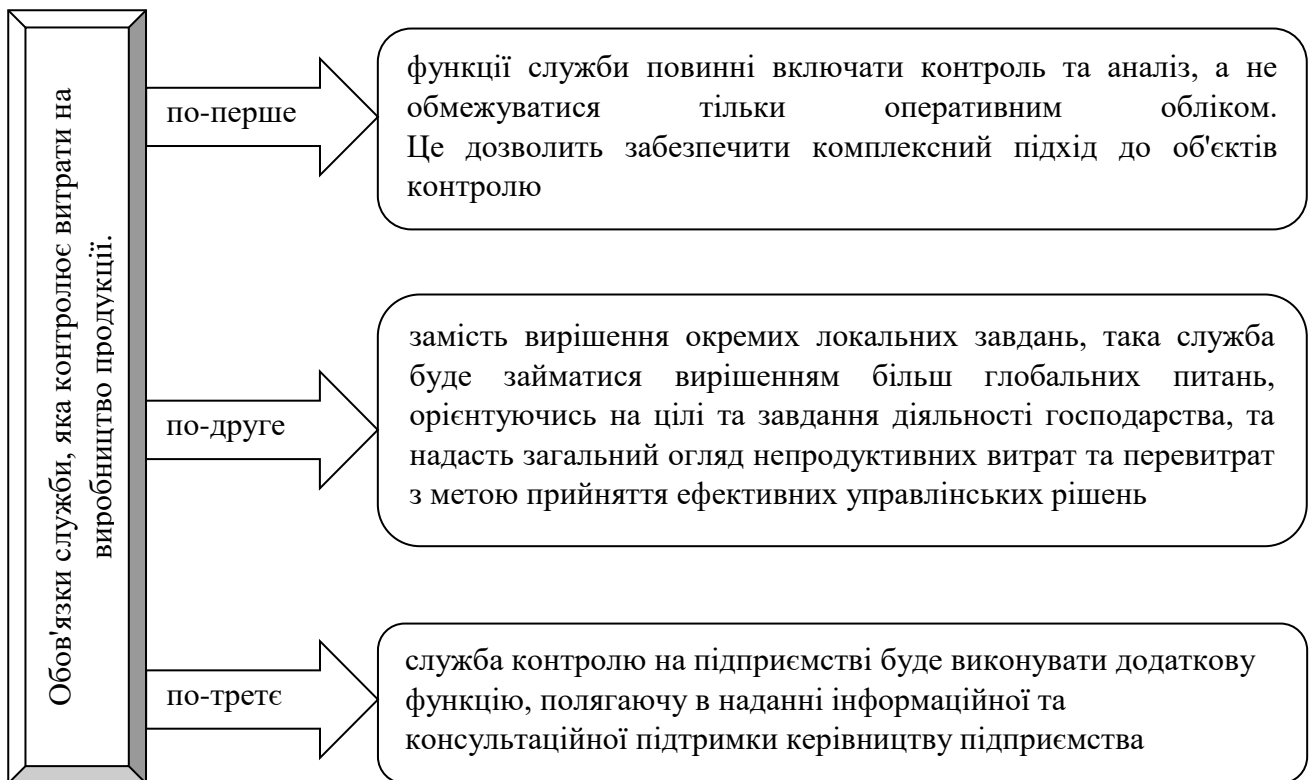 Обов'язки служби, яка контролює витрати на
виробництво продукції.
по-перше
функції служби повинні включати контроль та аналіз, а не
обмежуватися тільки оперативним обліком.
Це дозволить забезпечити комплексний підхід до об'єктів
контролю
по-друге
замість вирішення окремих локальних завдань, така служба
буде займатися вирішенням більш глобальних питань,
орієнтуючись на цілі та завдання діяльності господарства, та
надасть загальний огляд непродуктивних витрат та перевитрат
з метою прийняття ефективних управлінських рішень
по-третє
служба контролю на підприємстві буде виконувати додаткову
функцію, полягаючу в наданні інформаційної та
консультаційної підтримки керівництву підприємства